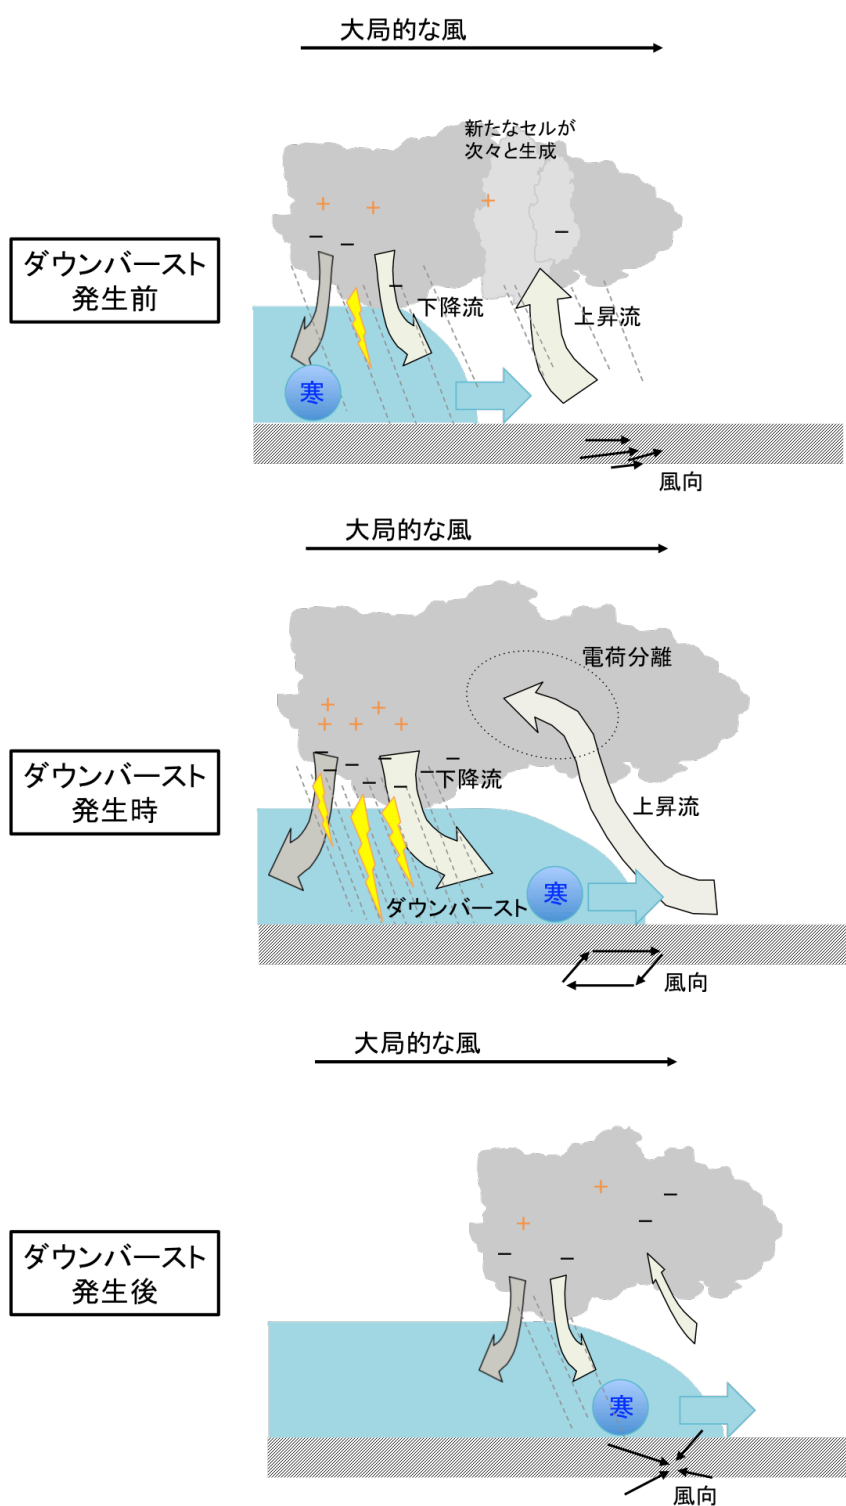 大局的な風
新たなセルが
次々と生成
ダウンバースト
発生前
下降流
上昇流
寒
風向
大局的な風
電荷分離
ダウンバースト
発生時
下降流
上昇流
寒
ダウンバースト
風向
大局的な風
ダウンバースト
発生後
寒
風向